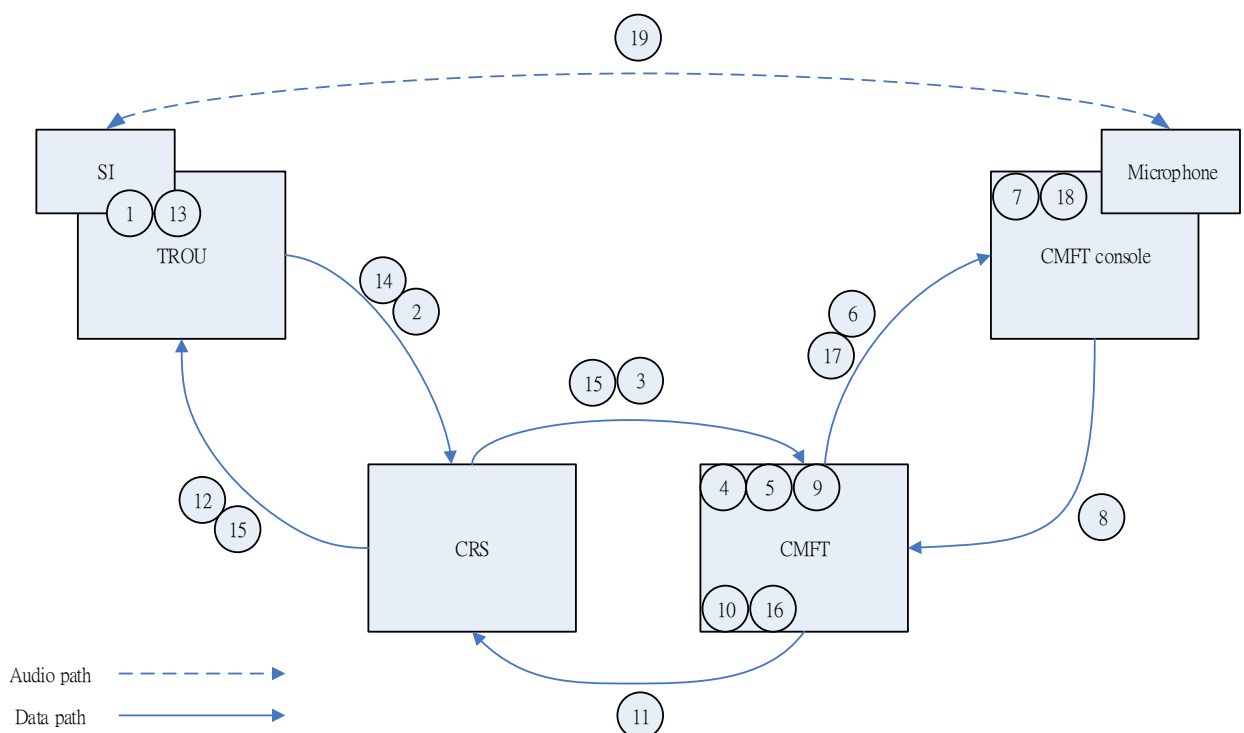 19
SI
Microphone
1
13
7
18
TROU
CMFT console
14
2
6
17
15
3
12
15
4
5
9
8
CRS
CMFT
10
16
Audio path
11
Data path